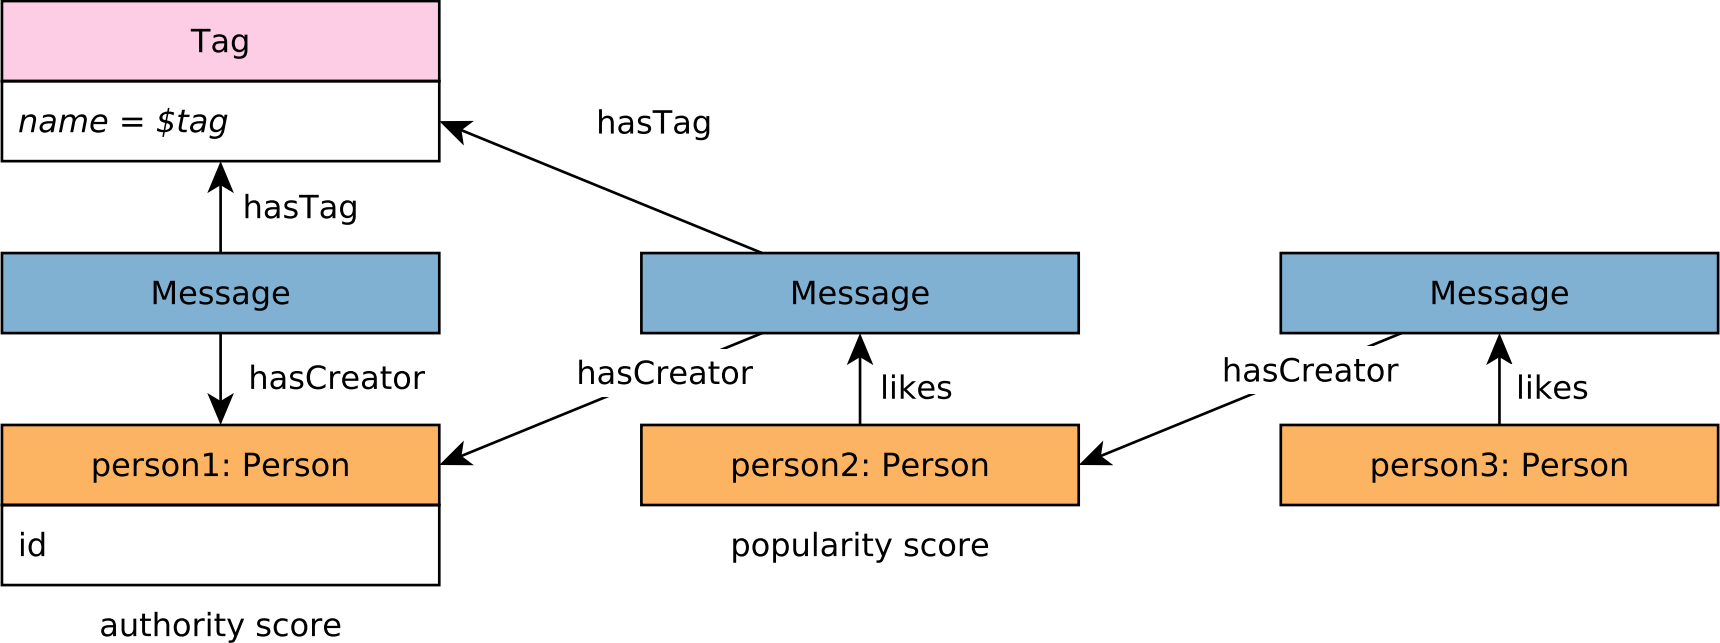 Tag
name = $tag
hasTag
hasTag
Message
Message
Message
hasCreator
hasCreator
likes
hasCreator
likes
person1: Person
person2: Person
person3: Person
id
popularity score
authority score